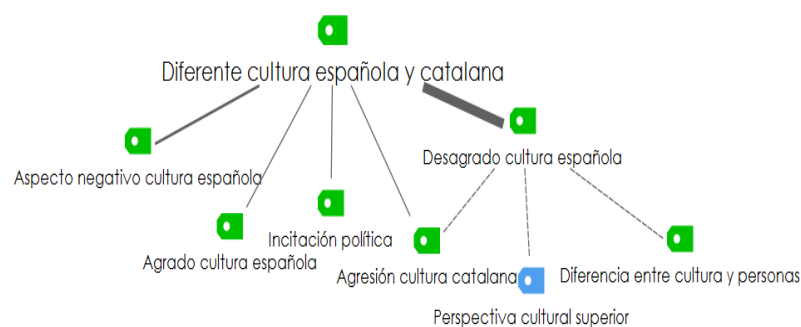 Diferente cultura española y catalana
Desagrado cultura española
Aspecto negativo cultura española
Incitación política
Agrado cultura española
Agresión cultura catalana
Diferencia entre cultura y personas
Perspectiva cultural superior